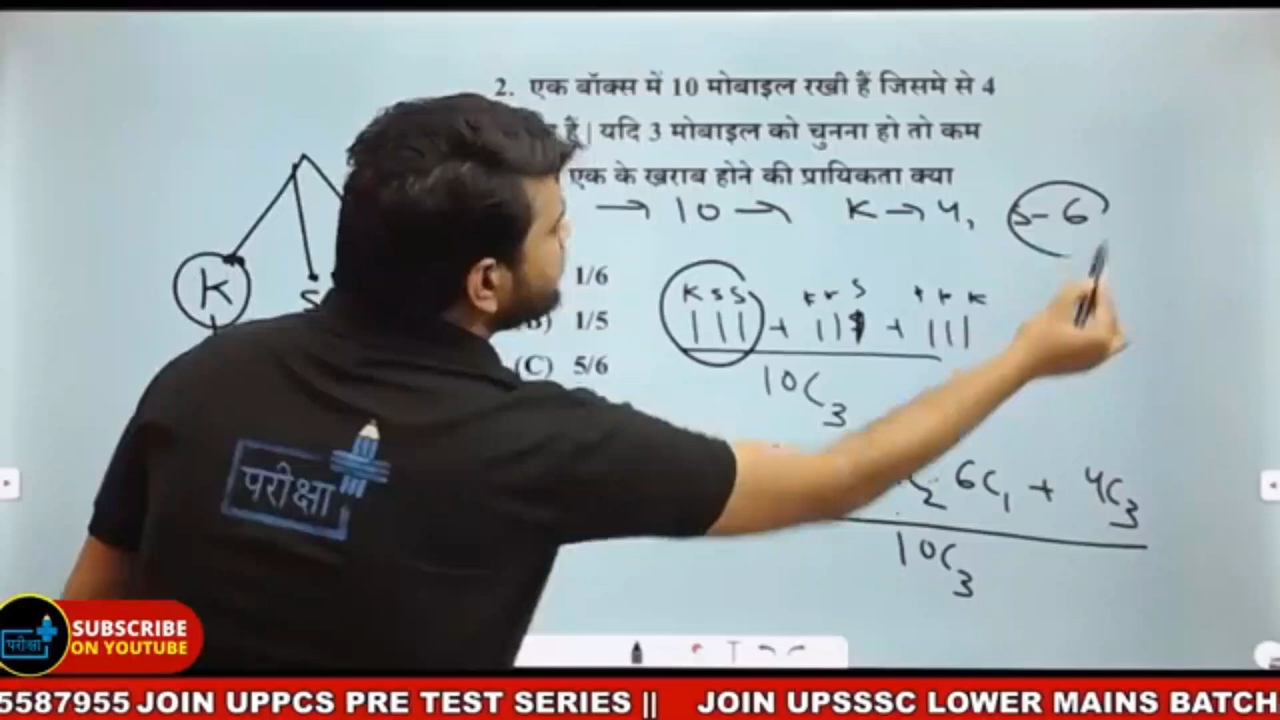 2. एक बॉक्स में 10 मोबाइल रखी हैं जिसमे से 4
हैं | यदि 3 मोबाइल को चुनना हो तो कम
एक के ख़राब होने की प्रायिकता क्या
→ 10 → K → 4, S - 6
1/6
K S S K K S K K K
K
S
(B) 1/5
||| + ||| + |||
(C) 5/6
10C3
परीक्षा
6C1 + 4C3
10C3
परीक्षा
SUBSCRIBE
ON YOUTUBE
5587955 JOIN UPPCS PRE TEST SERIES || JOIN UPSSSC LOWER MAINS BATCH